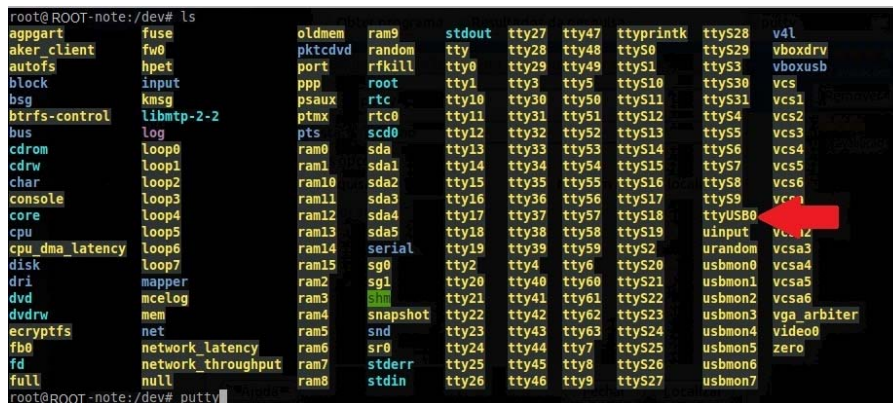 root@ROOT-note:/dev# ls
agpgart fuse oldmem ram9 stdout tty27 tty47 ttyprintk ttyS28 v4l
aker_client fw0 pktcdvd random tty tty28 tty48 ttyS0 ttyS29 vboxdrv
autofs hpet port rfkill tty0 tty29 tty49 ttyS1 ttyS3 vboxusb
block input ppp root tty1 tty3 tty5 ttyS10 ttyS30 vcs
bsg kmsg psaux rtc tty10 tty30 tty50 ttyS11 ttyS31 vcs1
btrfs-control libmtp-2-2 ptmx rtc0 tty11 tty31 tty51 ttyS12 ttyS4 vcs2
bus log pts scd0 tty12 tty32 tty52 ttyS13 ttyS5 vcs3
cdrom loop0 ram0 sda tty13 tty33 tty53 ttyS14 ttyS6 vcs4
cdrw loop1 ram1 sda1 tty14 tty34 tty54 ttyS15 ttyS7 vcs5
char loop2 ram10 sda2 tty15 tty35 tty55 ttyS16 ttyS8 vcs6
console loop3 ram11 sda3 tty16 tty36 tty56 ttyS17 ttyS9
core loop4 ram12 sda4 tty17 tty37 tty57 ttyS18 ttyUSB0
cpu loop5 ram13 sda5 tty18 tty38 tty58 ttyS19 uinput
cpu_dma_latency loop6 ram14 serial tty19 tty39 tty59 ttyS2 urandom vcsa3
disk loop7 ram15 sg0 tty2 tty4 tty6 ttyS20 usbmon0 vcsa4
dri mapper ram2 sg1 tty20 tty40 tty60 ttyS21 usbmon1 vcsa5
dvd mcelog ram3 shm tty21 tty41 tty61 ttyS22 usbmon2 vcsa6
dvdrw mem ram4 snapshot tty22 tty42 tty62 ttyS23 usbmon3 vga_arbiter
ecryptfs net ram5 snd tty23 tty43 tty63 ttyS24 usbmon4 video0
fb0 network_latency ram6 sr0 tty24 tty44 tty7 ttyS25 usbmon5 zero
fd network_throughput ram7 stderr tty25 tty45 tty8 ttyS26 usbmon6
full null ram8 stdin tty26 tty46 tty9 ttyS27 usbmon7
root@ROOT-note:/dev# putty